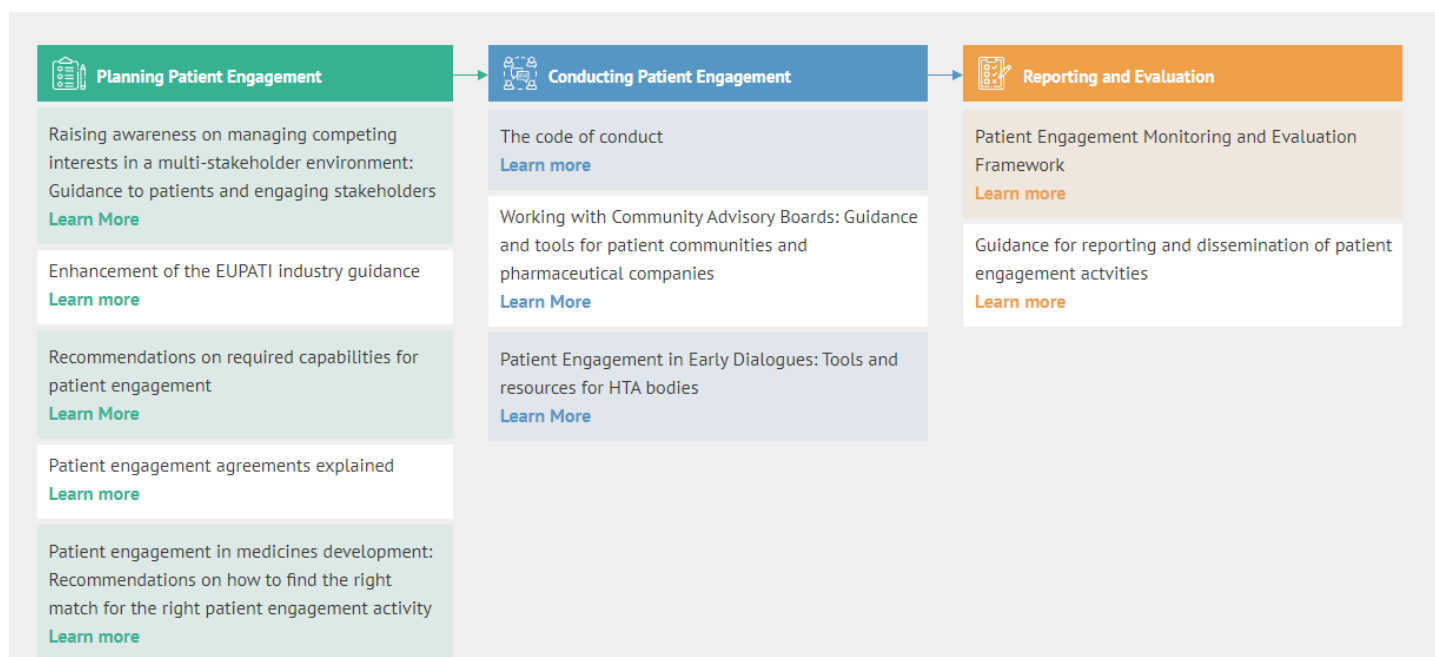 Planning Patient Engagement
Raising awareness on managing competing
interests in a multi-stakeholder environment:
Guidance to patients and engaging stakeholders
Learn More
Enhancement of the EUPATI industry guidance
Learn more
Recommendations on required capabilities for
patient engagement
Learn More
Patient engagement agreements explained
Learn more
Patient engagement in medicines development:
Recommendations on how to find the right
match for the right patient engagement activity
Learn more
Conducting Patient Engagement
The code of conduct
Learn more
Working with Community Advisory Boards: Guidance
and tools for patient communities and
pharmaceutical companies
Learn More
Patient Engagement in Early Dialogues: Tools and
resources for HTA bodies
Learn More
Reporting and Evaluation
Patient Engagement Monitoring and Evaluation
Framework
Learn more
Guidance for reporting and dissemination of patient
engagement actvities
Learn more